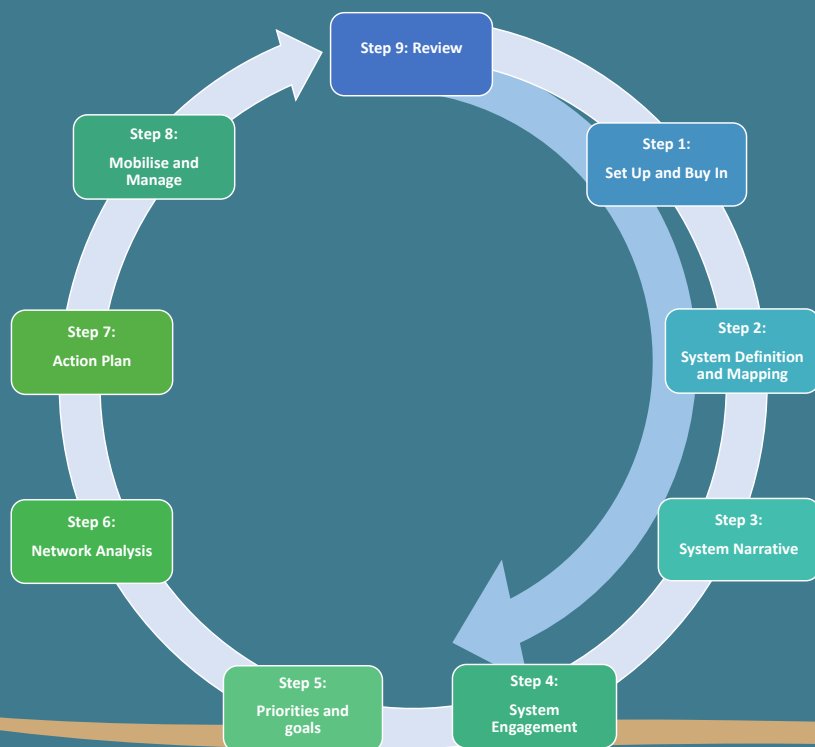 Step 9: Review
Step 1:
Set Up and Buy In
Step 2:
System Definition
and Mapping
Step 3:
System Narrative
Step 4:
System
Engagement
Step 5:
Priorities and
goals
Step 6:
Network Analysis
Step 7:
Action Plan
Step 8:
Mobilise and
Manage